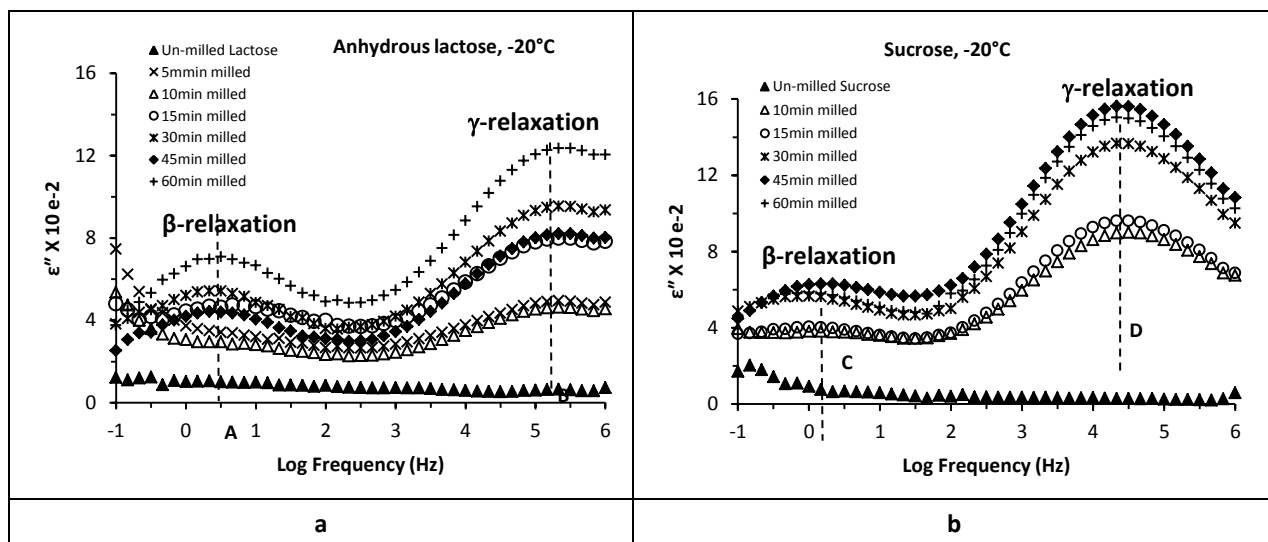 Anhydrous lactose, -20°C
Un-milled Lactose
5mmin milled
10min milled
15min milled
30min milled
45min milled
60min milled
γ-relaxation
β-relaxation
ε″ X 10 e-2
16
12
8
4
0
-1 0 1 2 3 4 5 6
A
B
Log Frequency (Hz)
a
Sucrose, -20°C
Un-milled Sucrose
10min milled
15min milled
30min milled
45min milled
60min milled
γ-relaxation
β-relaxation
ε″ X 10 e-2
16
12
8
4
0
-1 0 1 2 3 4 5 6
C
D
Log Frequency (Hz)
b